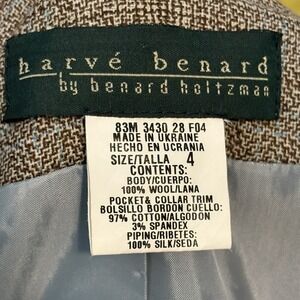 harvé benard
by benard holtzman
83M 3430 28 F04
MADE IN UKRAINE
HECHO EN UCRANIA
SIZE/TALLA 4
CONTENTS:
BODY/CUERPO:
100% WOOL/LANA
POCKET & COLLAR TRIM
BOLSILLO BORDON CUELLO:
97% COTTON/ALGODON
3% SPANDEX
PIPING/RIBETES:
100% SILK/SEDA